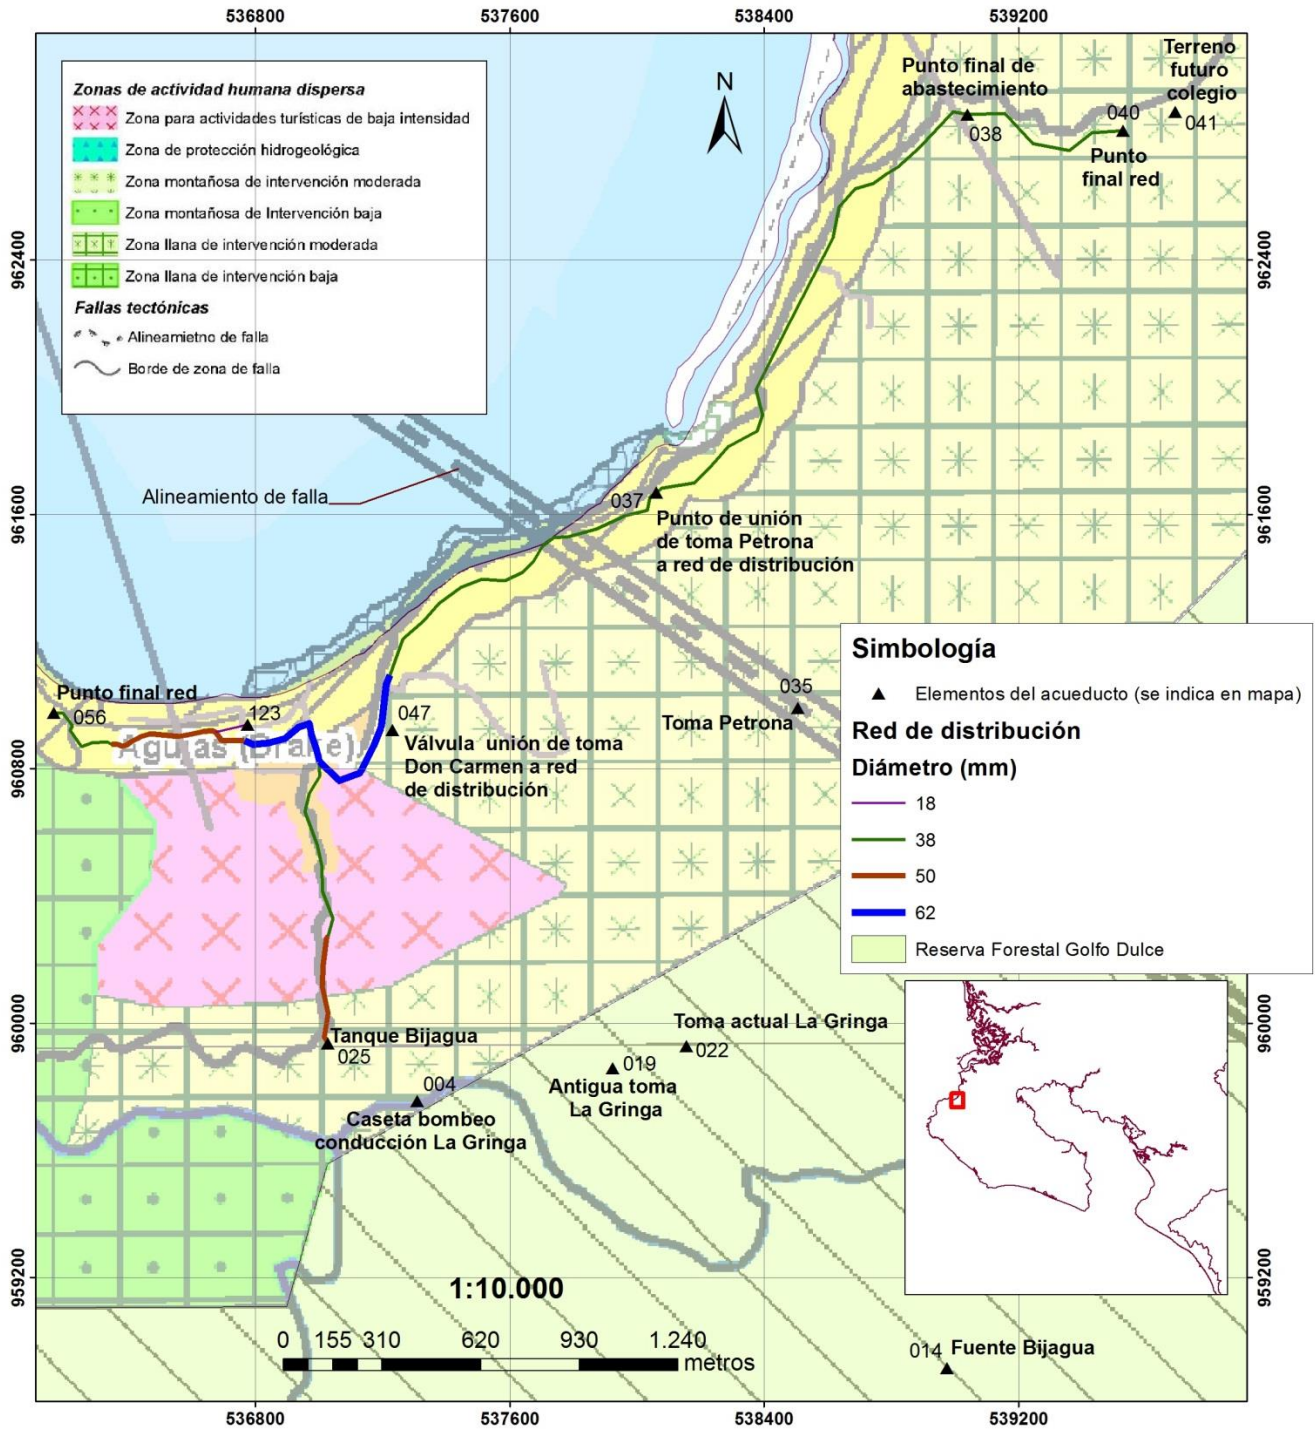 536800
537600
538400
539200
Zonas de actividad humana dispersa
Zona para actividades turísticas de baja intensidad
Zona de protección hidrogeológica
Zona montañosa de intervención moderada
Zona montañosa de Intervención baja
Zona llana de intervención moderada
Zona llana de intervención baja
Fallas tectónicas
Alineamietno de falla
Borde de zona de falla
N
Punto final de
abastecimiento
038
Terreno
futuro
colegio
040
041
Punto
final red
962400
962400
Alineamiento de falla
037
Punto de unión
de toma Petrona
a red de distribución
961600
961600
035
Toma Petrona
Punto final red
056
123
Agujas (Drake)
047
Válvula unión de toma
Don Carmen a red
de distribución
960800
Simbología
Elementos del acueducto (se indica en mapa)
Red de distribución
Diámetro (mm)
18
38
50
62
Reserva Forestal Golfo Dulce
960000
960000
Tanque Bijagua
025
Toma actual La Gringa
022
019
Antigua toma
La Gringa
004
Caseta bombeo
conducción La Gringa
959200
959200
1:10.000
0 155 310 620 930 1.240
metros
014
Fuente Bijagua
536800
537600
538400
539200